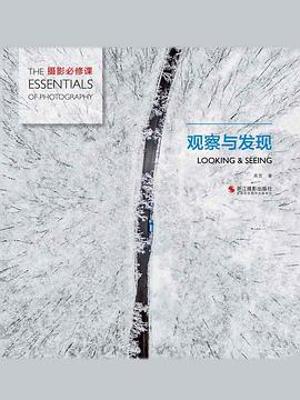 THE 摄影必修课
ESSENTIALS
OF PHOTOGRAPHY
观察与发现
LOOKING & SEEING
著
浙江摄影出版社